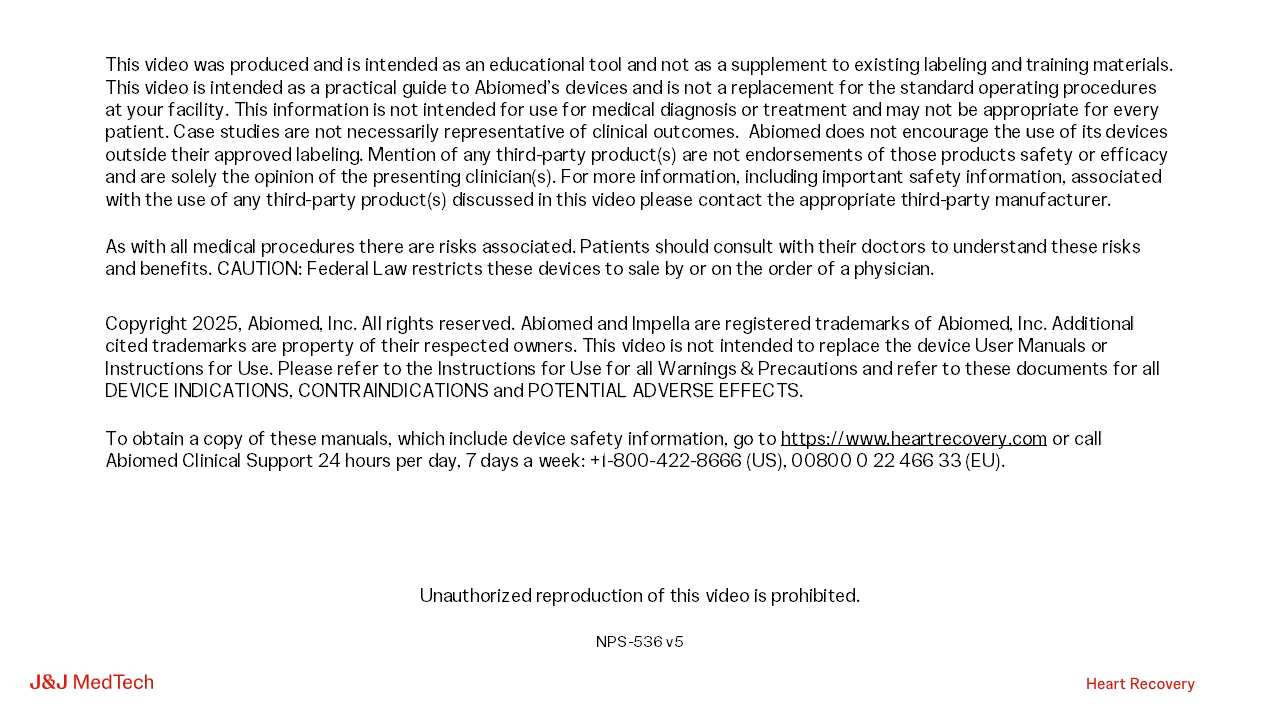 This video was produced and is intended as an educational tool and not as a supplement to existing labeling and training materials.
This video is intended as a practical guide to Abiomed's devices and is not a replacement for the standard operating procedures
at your facility. This information is not intended for use for medical diagnosis or treatment and may not be appropriate for every
patient. Case studies are not necessarily representative of clinical outcomes.  Abiomed does not encourage the use of its devices
outside their approved labeling. Mention of any third-party product(s) are not endorsements of those products safety or efficacy
and are solely the opinion of the presenting clinician(s). For more information, including important safety information, associated
with the use of any third-party product(s) discussed in this video please contact the appropriate third-party manufacturer.
As with all medical procedures there are risks associated. Patients should consult with their doctors to understand these risks
and benefits. CAUTION: Federal Law restricts these devices to sale by or on the order of a physician.
Copyright 2025, Abiomed, Inc. All rights reserved. Abiomed and Impella are registered trademarks of Abiomed, Inc. Additional
cited trademarks are property of their respected owners. This video is not intended to replace the device User Manuals or
Instructions for Use. Please refer to the Instructions for Use for all Warnings & Precautions and refer to these documents for all
DEVICE INDICATIONS, CONTRAINDICATIONS and POTENTIAL ADVERSE EFFECTS.
To obtain a copy of these manuals, which include device safety information, go to https://www.heartrecovery.com or call
Abiomed Clinical Support 24 hours per day, 7 days a week: +1-800-422-8666 (US), 00800 0 22 466 33 (EU).
Unauthorized reproduction of this video is prohibited.
NPS-536 v5
J&J MedTech
Heart Recovery